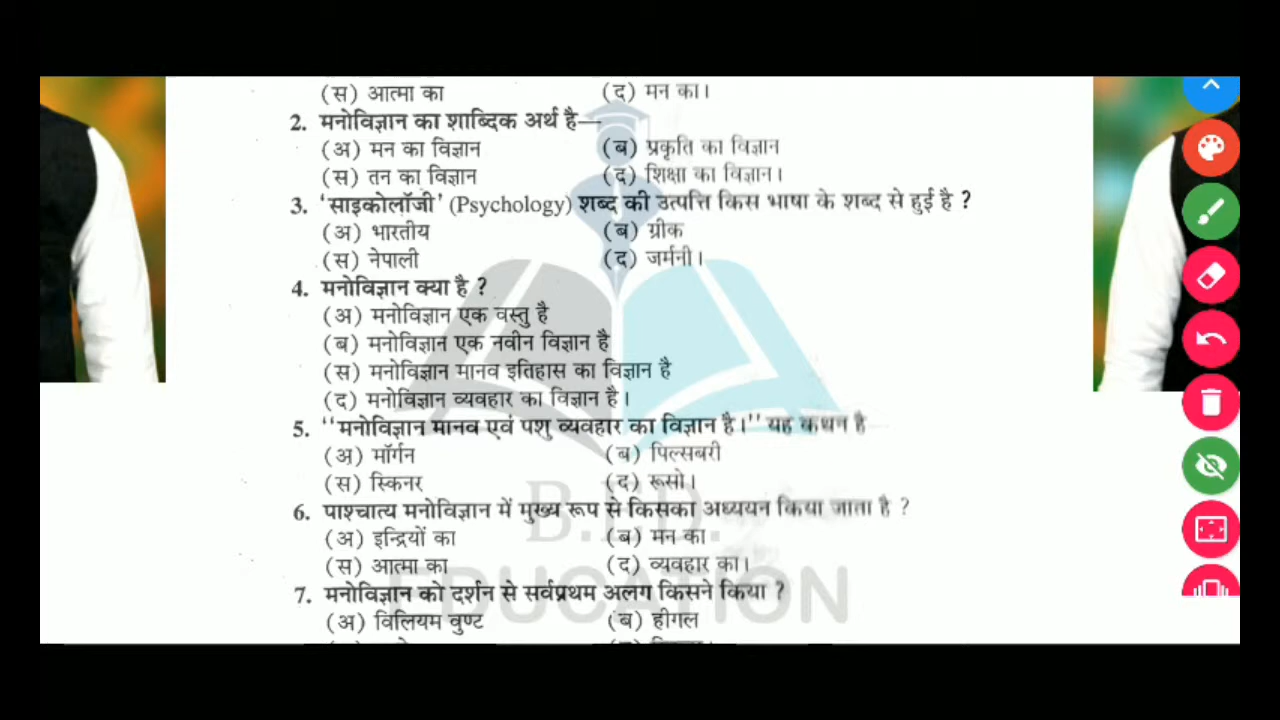 (स) आत्मा का (द) मन का।
2. मनोविज्ञान का शाब्दिक अर्थ है—
(अ) मन का विज्ञान (ब) प्रकृति का विज्ञान
(स) तन का विज्ञान (द) शिक्षा का विज्ञान।
3. 'साइकोलॉजी' (Psychology) शब्द की उत्पत्ति किस भाषा के शब्द से हुई है ?
(अ) भारतीय (ब) ग्रीक
(स) नेपाली (द) जर्मनी।
4. मनोविज्ञान क्या है ?
(अ) मनोविज्ञान एक वस्तु है
(ब) मनोविज्ञान एक नवीन विज्ञान है
(स) मनोविज्ञान मानव इतिहास का विज्ञान है
(द) मनोविज्ञान व्यवहार का विज्ञान है।
5. ''मनोविज्ञान मानव एवं पशु व्यवहार का विज्ञान है।'' यह कथन है
(अ) मॉर्गन (ब) पिल्सबरी
(स) स्किनर (द) रूसो।
B.ED.
6. पाश्चात्य मनोविज्ञान में मुख्य रूप से किसका अध्ययन किया जाता है ?
(अ) इन्द्रियों का (ब) मन का
(स) आत्मा का (द) व्यवहार का।
EDUCATION
7. मनोविज्ञान को दर्शन से सर्वप्रथम अलग किसने किया ?
(अ) विलियम वुण्ट (ब) हीगल